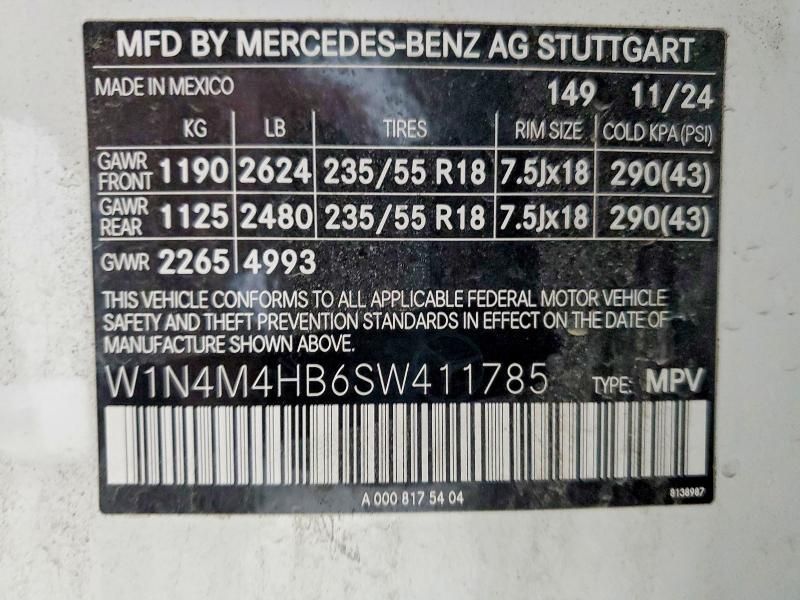 MFD BY MERCEDES-BENZ AG STUTTGART
MADE IN MEXICO 149 11/24
KG LB TIRES RIM SIZE COLD KPA (PSI)
GAWR FRONT 1190 2624 235/55 R18 7.5Jx18 290(43)
GAWR REAR 1125 2480 235/55 R18 7.5Jx18 290(43)
GVWR 2265 4993
THIS VEHICLE CONFORMS TO ALL APPLICABLE FEDERAL MOTOR VEHICLE
SAFETY AND THEFT PREVENTION STANDARDS IN EFFECT ON THE DATE OF
MANUFACTURE SHOWN ABOVE.
W1N4M4HB6SW411785 TYPE: MPV
A 000 817 54 04 8138987